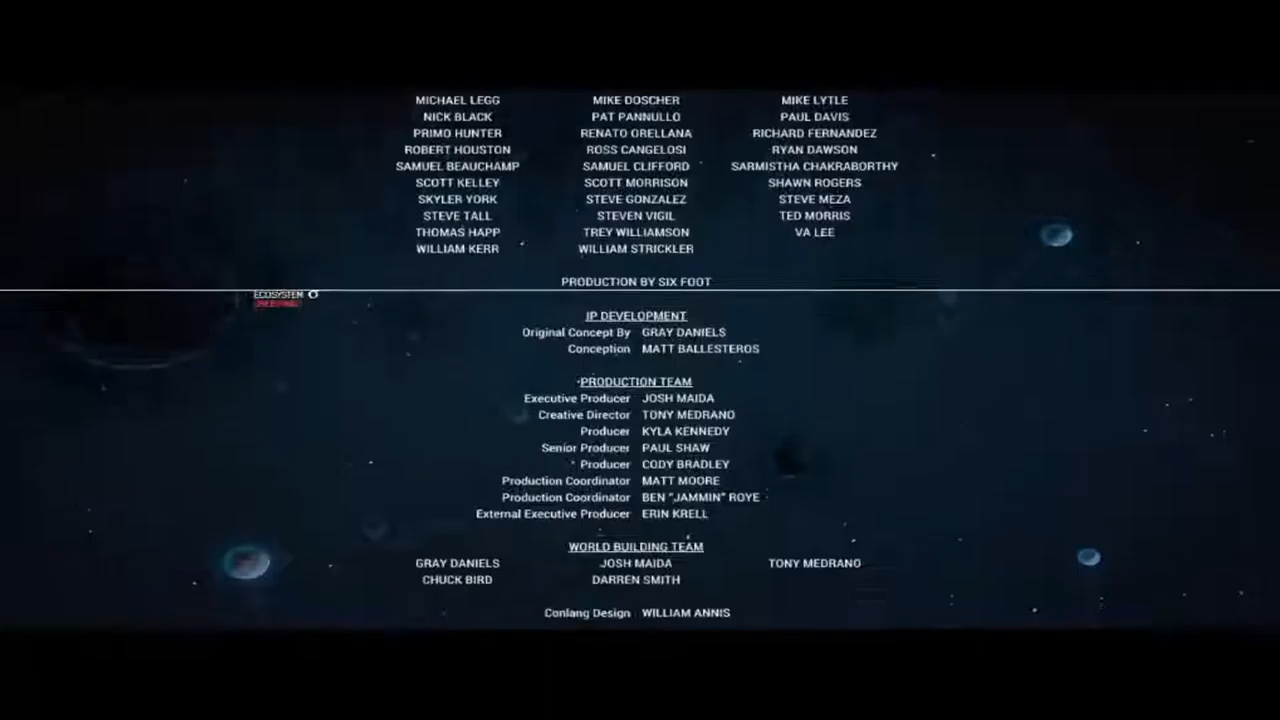 MICHAEL LEGG MIKE DOSCHER MIKE LYTLE
NICK BLACK PAT PANNULLO PAUL DAVIS
PRIMO HUNTER RENATO ORELLANA RICHARD FERNANDEZ
ROBERT HOUSTON ROSS CANGELOSI RYAN DAWSON
SAMUEL BEAUCHAMP SAMUEL CLIFFORD SARMISTHA CHAKRABORTHY
SCOTT KELLEY SCOTT MORRISON SHAWN ROGERS
SKYLER YORK STEVE GONZALEZ STEVE MEZA
STEVE TALL STEVEN VIGIL TED MORRIS
THOMAS HAPP TREY WILLIAMSON VA LEE
WILLIAM KERR WILLIAM STRICKLER
PRODUCTION BY SIX FOOT
ECOSYSTEM
IP DEVELOPMENT
Original Concept By GRAY DANIELS
Conception MATT BALLESTEROS
PRODUCTION TEAM
Executive Producer JOSH MAIDA
Creative Director TONY MEDRANO
Producer KYLA KENNEDY
Senior Producer PAUL SHAW
Producer CODY BRADLEY
Production Coordinator MATT MOORE
Production Coordinator BEN "JAMMIN" ROYE
External Executive Producer ERIN KRELL
WORLD BUILDING TEAM
GRAY DANIELS JOSH MAIDA TONY MEDRANO
CHUCK BIRD DARREN SMITH
Conlang Design WILLIAM ANNIS